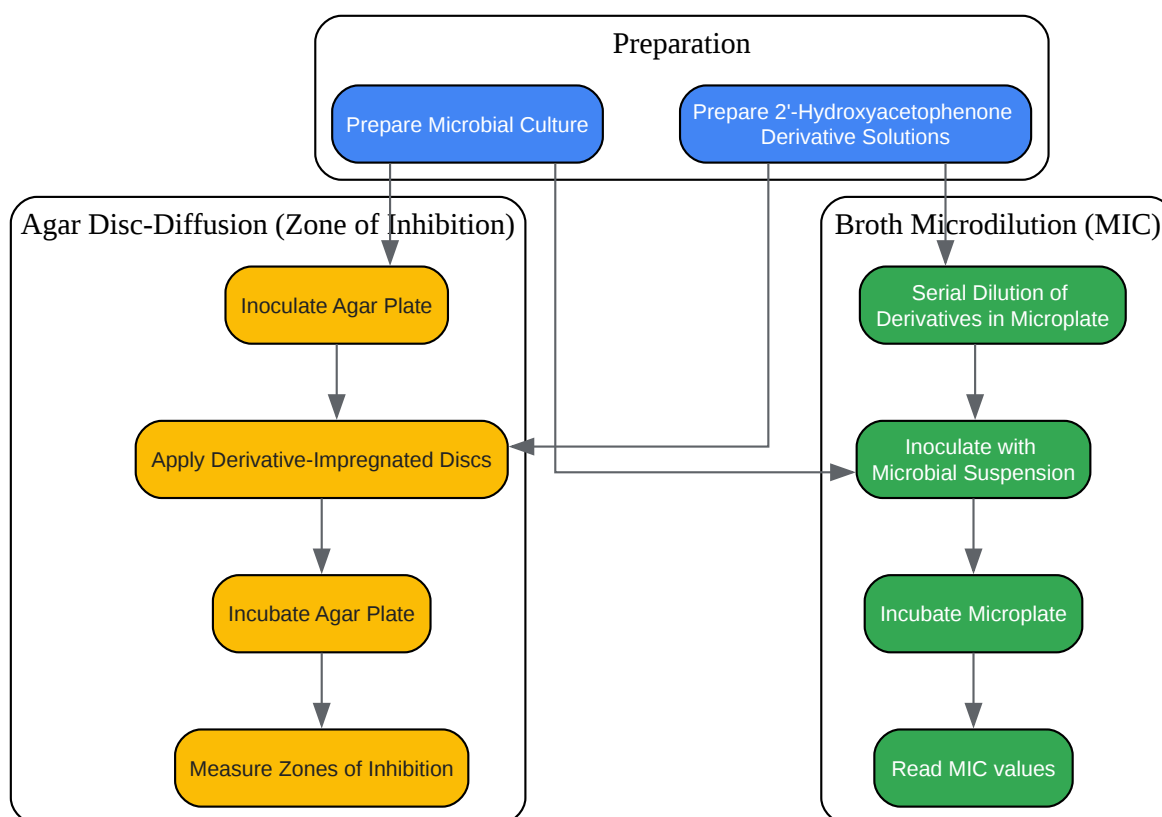 Preparation
Prepare Microbial Culture
Prepare 2'-Hydroxyacetophenone
Derivative Solutions
Agar Disc-Diffusion (Zone of Inhibition)
Inoculate Agar Plate
Apply Derivative-Impregnated Discs
Incubate Agar Plate
Measure Zones of Inhibition
Broth Microdilution (MIC)
Serial Dilution of
Derivatives in Microplate
Inoculate with
Microbial Suspension
Incubate Microplate
Read MIC values